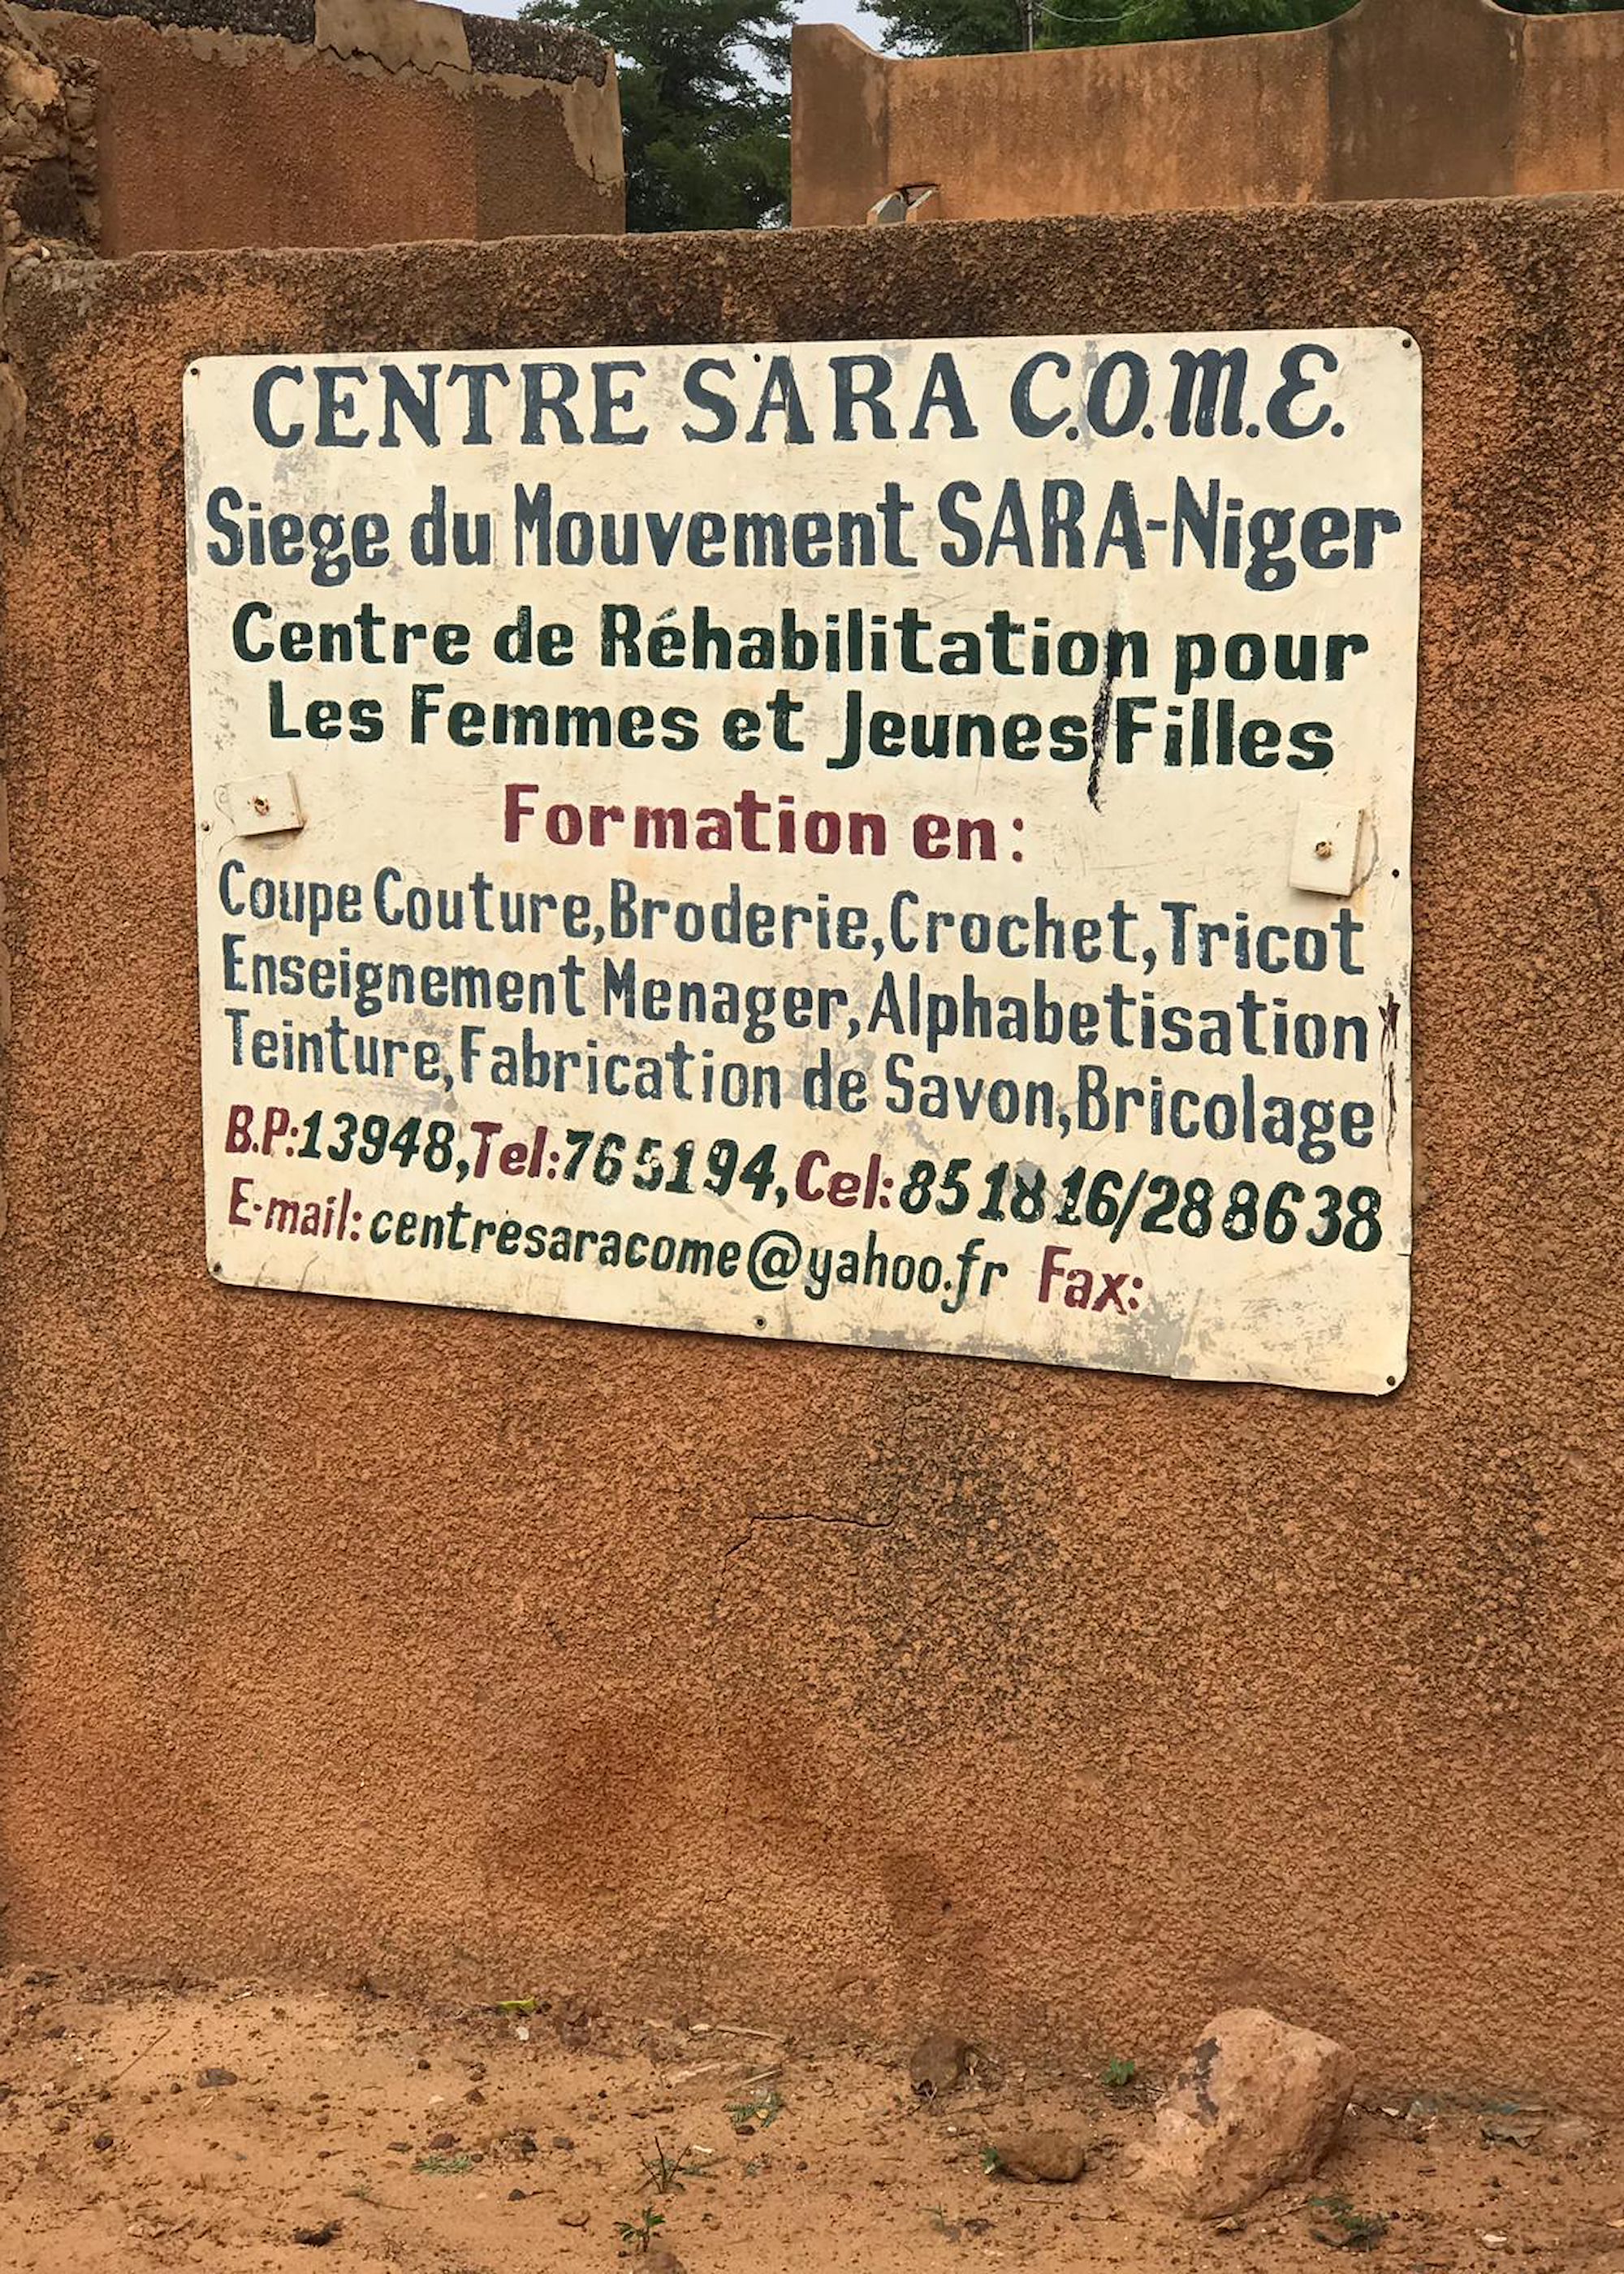 CENTRE SARA C.O.M.E.
Siege du Mouvement SARA-Niger
Centre de Réhabilitation pour
Les Femmes et Jeunes Filles
Formation en:
Coupe Couture, Broderie, Crochet, Tricot
Enseignement Menager, Alphabetisation
Teinture, Fabrication de Savon, Bricolage
B.P.:13948, Tel:765194, Cel:851816/288638
E-mail: centresaracome@yahoo.fr Fax: